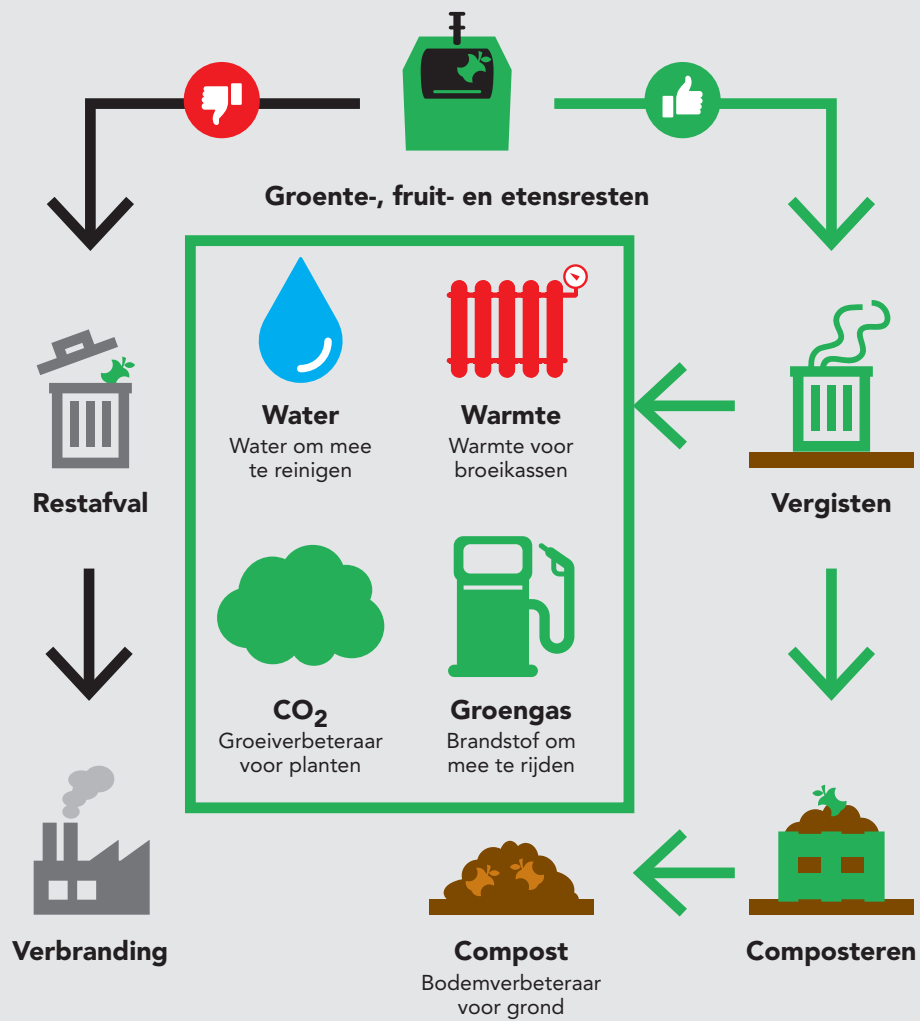 Groente-, fruit- en etensresten
Water
Water om mee
te reinigen
Warmte
Warmte voor
broeikassen
Restafval
Vergisten
CO₂
Groeiverbeteraar
voor planten
Groengas
Brandstof om
mee te rijden
Verbranding
Compost
Bodemverbeteraar
voor grond
Composteren